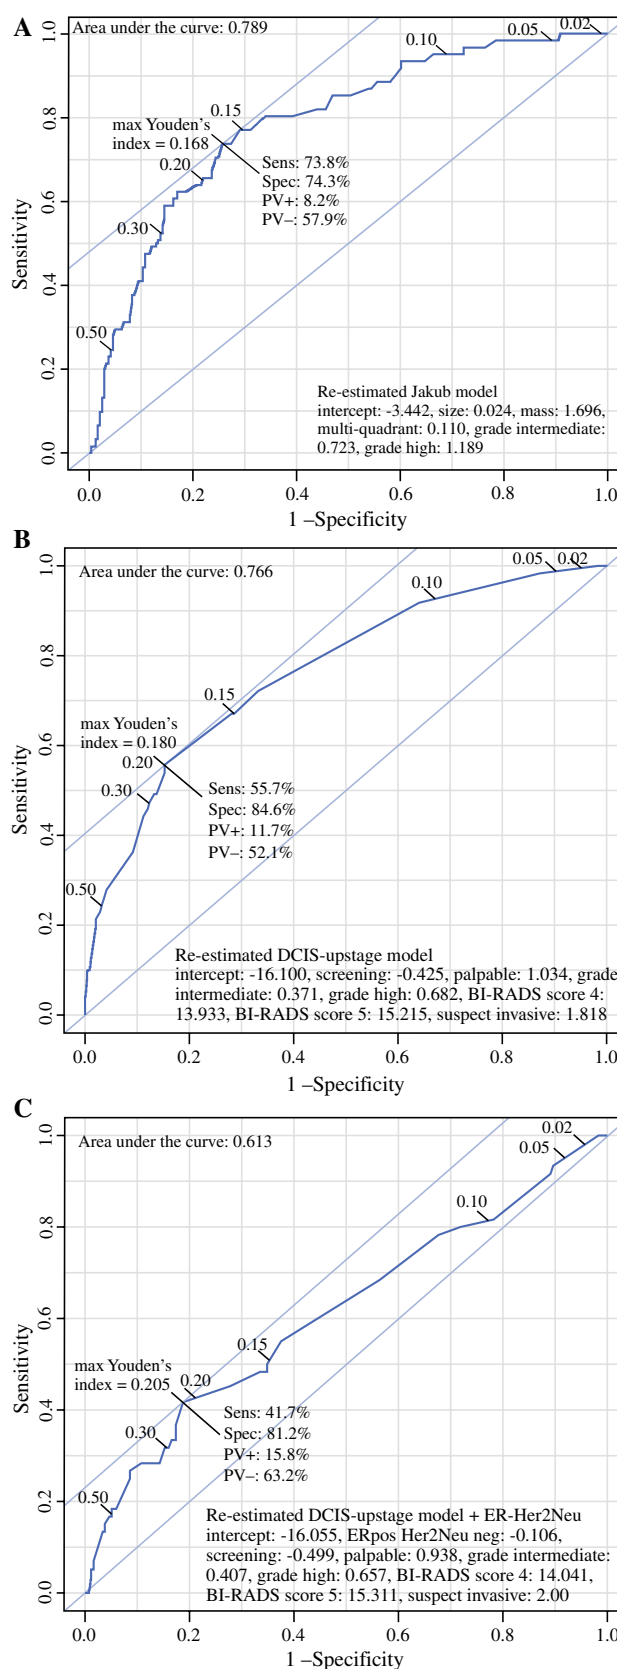 A
Area under the curve: 0.789
0.02
0.05
0.10
0.15
max Youden's
index = 0.168
0.20
Sens: 73.8%
Spec: 74.3%
PV+: 8.2%
PV–: 57.9%
0.30
0.50
Re-estimated Jakub model
intercept: -3.442, size: 0.024, mass: 1.696,
multi-quadrant: 0.110, grade intermediate:
0.723, grade high: 1.189
Sensitivity
0.0 0.2 0.4 0.6 0.8 1.0
0.0 0.2 0.4 0.6 0.8 1.0
1 –Specificity
B
Area under the curve: 0.766
0.05 0.02
0.10
0.15
max Youden's
index = 0.180
0.20
0.30
Sens: 55.7%
Spec: 84.6%
PV+: 11.7%
PV–: 52.1%
0.50
Re-estimated DCIS-upstage model
intercept: -16.100, screening: -0.425, palpable: 1.034, grade
intermediate: 0.371, grade high: 0.682, BI-RADS score 4:
13.933, BI-RADS score 5: 15.215, suspect invasive: 1.818
Sensitivity
0.0 0.2 0.4 0.6 0.8 1.0
0.0 0.2 0.4 0.6 0.8 1.0
1 –Specificity
C
Area under the curve: 0.613
0.02
0.05
0.10
0.15
max Youden's
index = 0.205
0.20
Sens: 41.7%
Spec: 81.2%
PV+: 15.8%
PV–: 63.2%
0.30
0.50
Re-estimated DCIS-upstage model + ER-Her2Neu
intercept: -16.055, ERpos Her2Neu neg: -0.106,
screening: -0.499, palpable: 0.938, grade intermediate:
0.407, grade high: 0.657, BI-RADS score 4: 14.041,
BI-RADS score 5: 15.311, suspect invasive: 2.00
Sensitivity
0.0 0.2 0.4 0.6 0.8 1.0
0.0 0.2 0.4 0.6 0.8 1.0
1 –Specificity